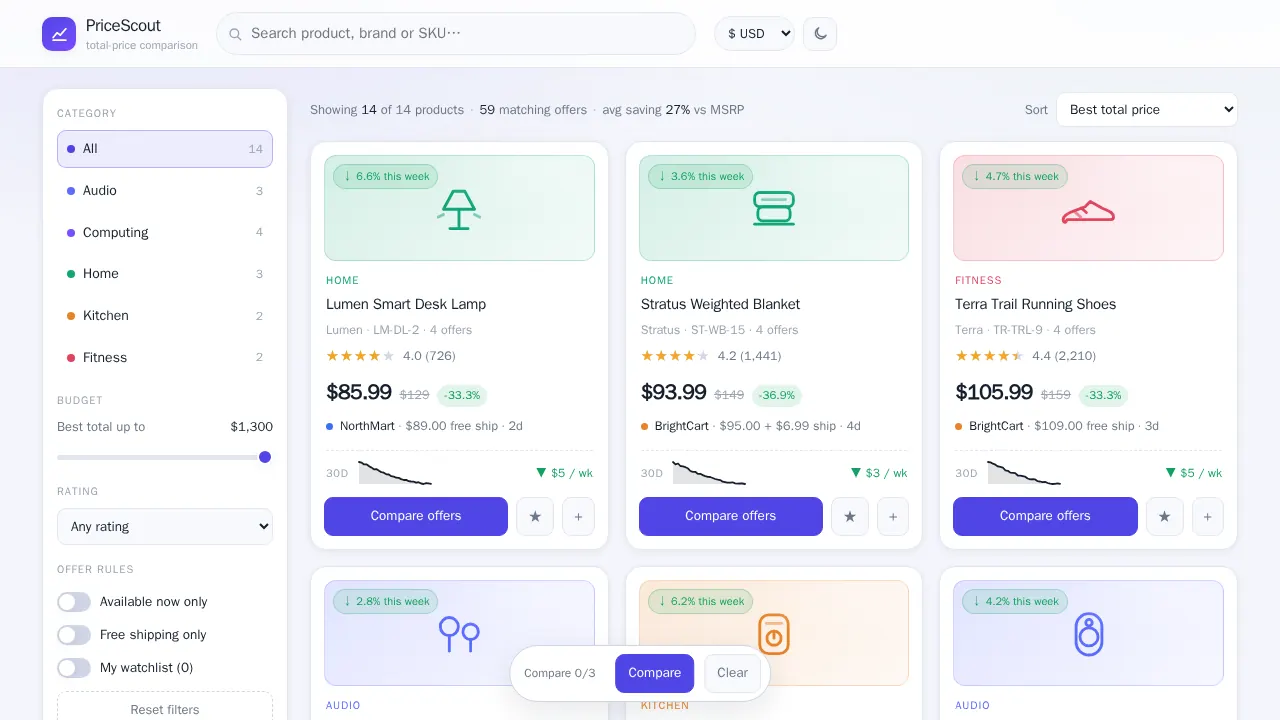 PriceScout
total-price comparison
Search product, brand or SKU…
$ USD
CATEGORY
All 14
Audio 3
Computing 4
Home 3
Kitchen 2
Fitness 2
BUDGET
Best total up to $1,300
RATING
Any rating
OFFER RULES
Available now only
Free shipping only
My watchlist (0)
Reset filters
Showing 14 of 14 products · 59 matching offers · avg saving 27% vs MSRP
Sort Best total price
↓ 6.6% this week
HOME
Lumen Smart Desk Lamp
Lumen · LM-DL-2 · 4 offers
★★★★★ 4.0 (726)
$85.99 $129 -33.3%
NorthMart · $89.00 free ship · 2d
30D ▼ $5 / wk
Compare offers ★ +
↓ 3.6% this week
HOME
Stratus Weighted Blanket
Stratus · ST-WB-15 · 4 offers
★★★★★ 4.2 (1,441)
$93.99 $149 -36.9%
BrightCart · $95.00 + $6.99 ship · 4d
30D ▼ $3 / wk
Compare offers ★ +
↓ 4.7% this week
FITNESS
Terra Trail Running Shoes
Terra · TR-TRL-9 · 4 offers
★★★★★ 4.4 (2,210)
$105.99 $159 -33.3%
BrightCart · $109.00 free ship · 3d
30D ▼ $5 / wk
Compare offers ★ +
↓ 2.8% this week
AUDIO
↓ 6.2% this week
KITCHEN
↓ 4.2% this week
AUDIO
Compare 0/3 Compare Clear